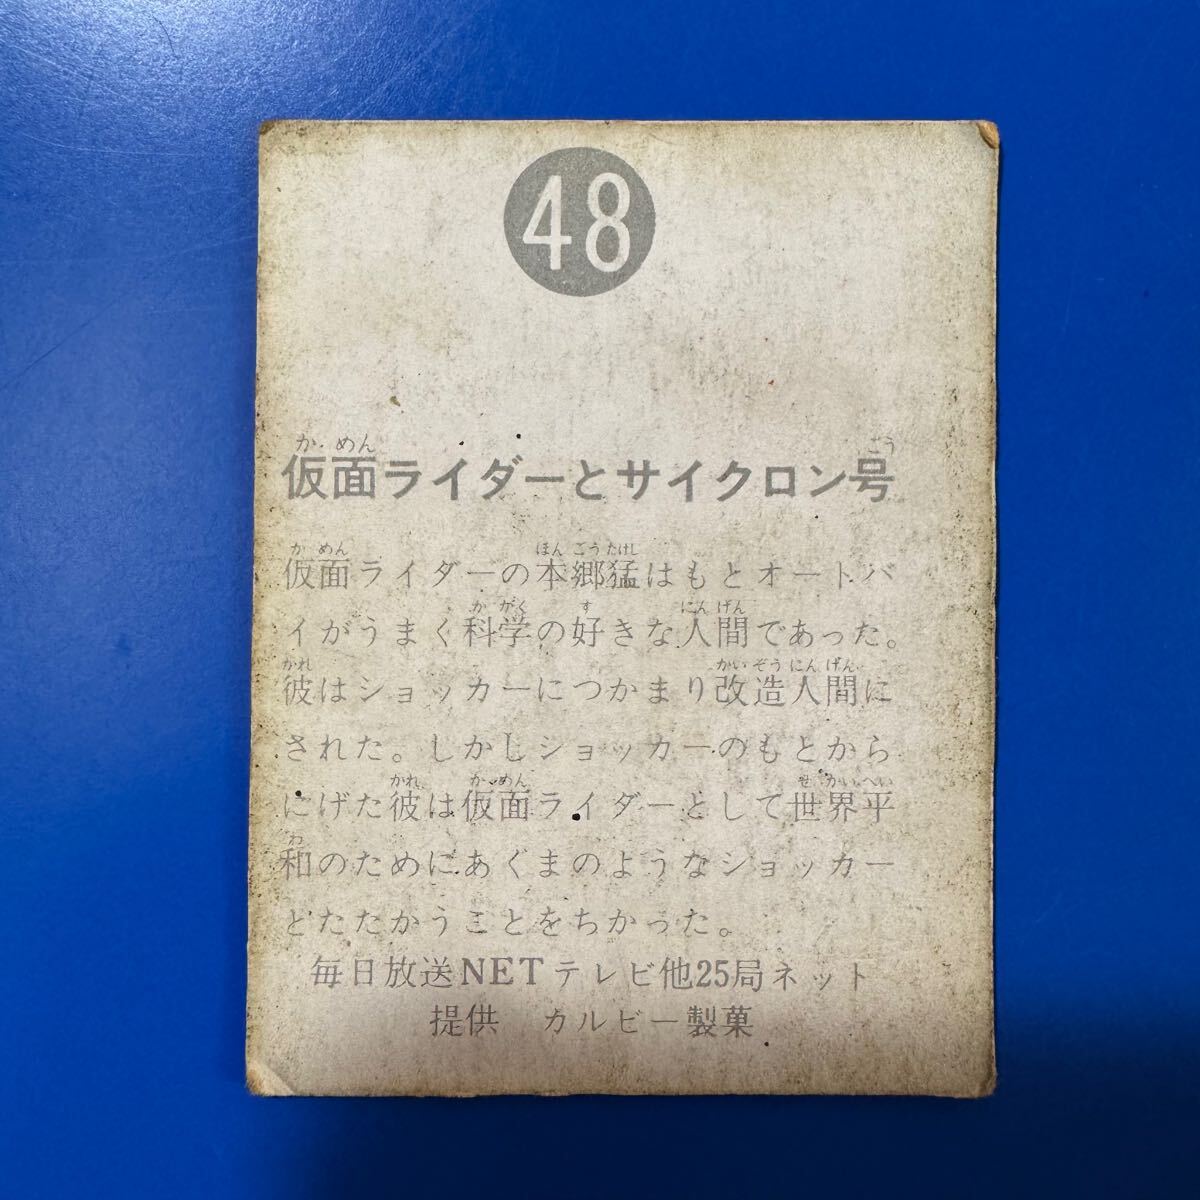 48
仮面ライダーとサイクロン号
仮面ライダーの本郷猛はもとオートバ
イがうまく科学の好きな人間であった。
彼はショッカーにつかまり改造人間に
された。しかしショッカーのもとから
にげた彼は仮面ライダーとして世界平
和のためにあくまのようなショッカー
とたたかうことをちかった。
毎日放送NETテレビ他25局ネット
提供 カルビー製菓